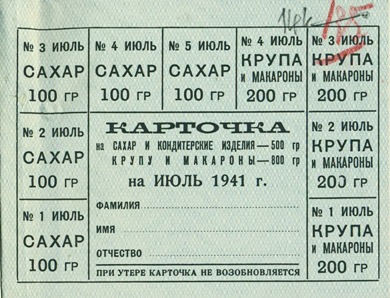 № 3 ИЮЛЬ
САХАР
100 ГР
№ 4 ИЮЛЬ
САХАР
100 ГР
№ 5 ИЮЛЬ
САХАР
100 ГР
№ 4 ИЮЛЬ
КРУПА
И МАКАРОНЫ
200 ГР
№ 3 ИЮЛЬ
КРУПА
И МАКАРОНЫ
200 ГР
№ 2 ИЮЛЬ
САХАР
100 ГР
КАРТОЧКА
на САХАР И КОНДИТЕРСКИЕ ИЗДЕЛИЯ—500 гр
КРУПУ И МАКАРОНЫ—800 гр
на ИЮЛЬ 1941 г.
ФАМИЛИЯ
ИМЯ
ОТЧЕСТВО
ПРИ УТЕРЕ КАРТОЧКА НЕ ВОЗОБНОВЛЯЕТСЯ
№ 2 ИЮЛЬ
КРУПА
И МАКАРОНЫ
200 ГР
№ 1 ИЮЛЬ
САХАР
100 ГР
№ 1 ИЮЛЬ
КРУПА
И МАКАРОНЫ
200 ГР